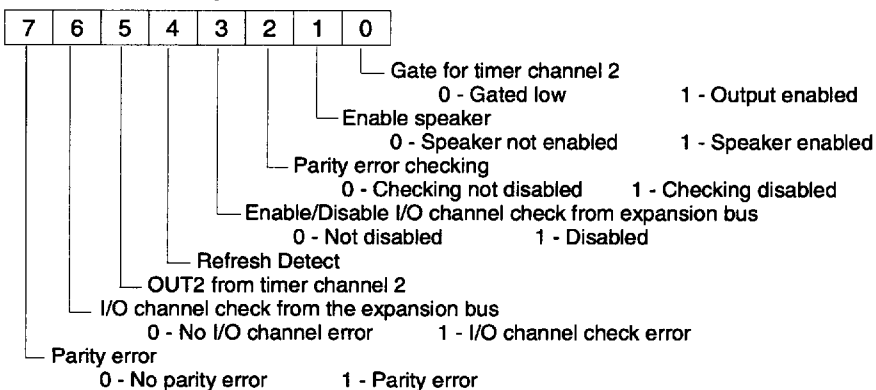 7 6 5 4 3 2 1 0
Gate for timer channel 2
0 - Gated low 1 - Output enabled
Enable speaker
0 - Speaker not enabled 1 - Speaker enabled
Parity error checking
0 - Checking not disabled 1 - Checking disabled
Enable/Disable I/O channel check from expansion bus
0 - Not disabled 1 - Disabled
Refresh Detect
OUT2 from timer channel 2
I/O channel check from the expansion bus
0 - No I/O channel error 1 - I/O channel check error
Parity error
0 - No parity error 1 - Parity error